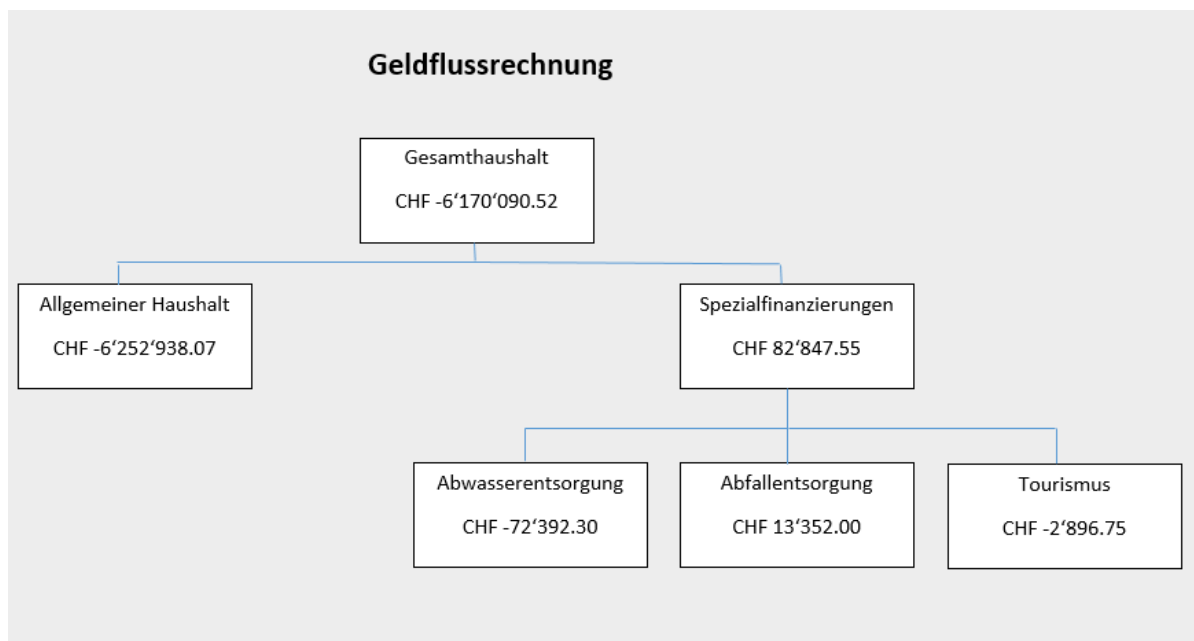 Geldflussrechnung
Gesamthaushalt
CHF -6‘170‘090.52
Allgemeiner Haushalt
CHF -6‘252‘938.07
Spezialfinanzierungen
CHF 82‘847.55
Abwasserentsorgung
CHF -72‘392.30
Abfallentsorgung
CHF 13‘352.00
Tourismus
CHF -2‘896.75